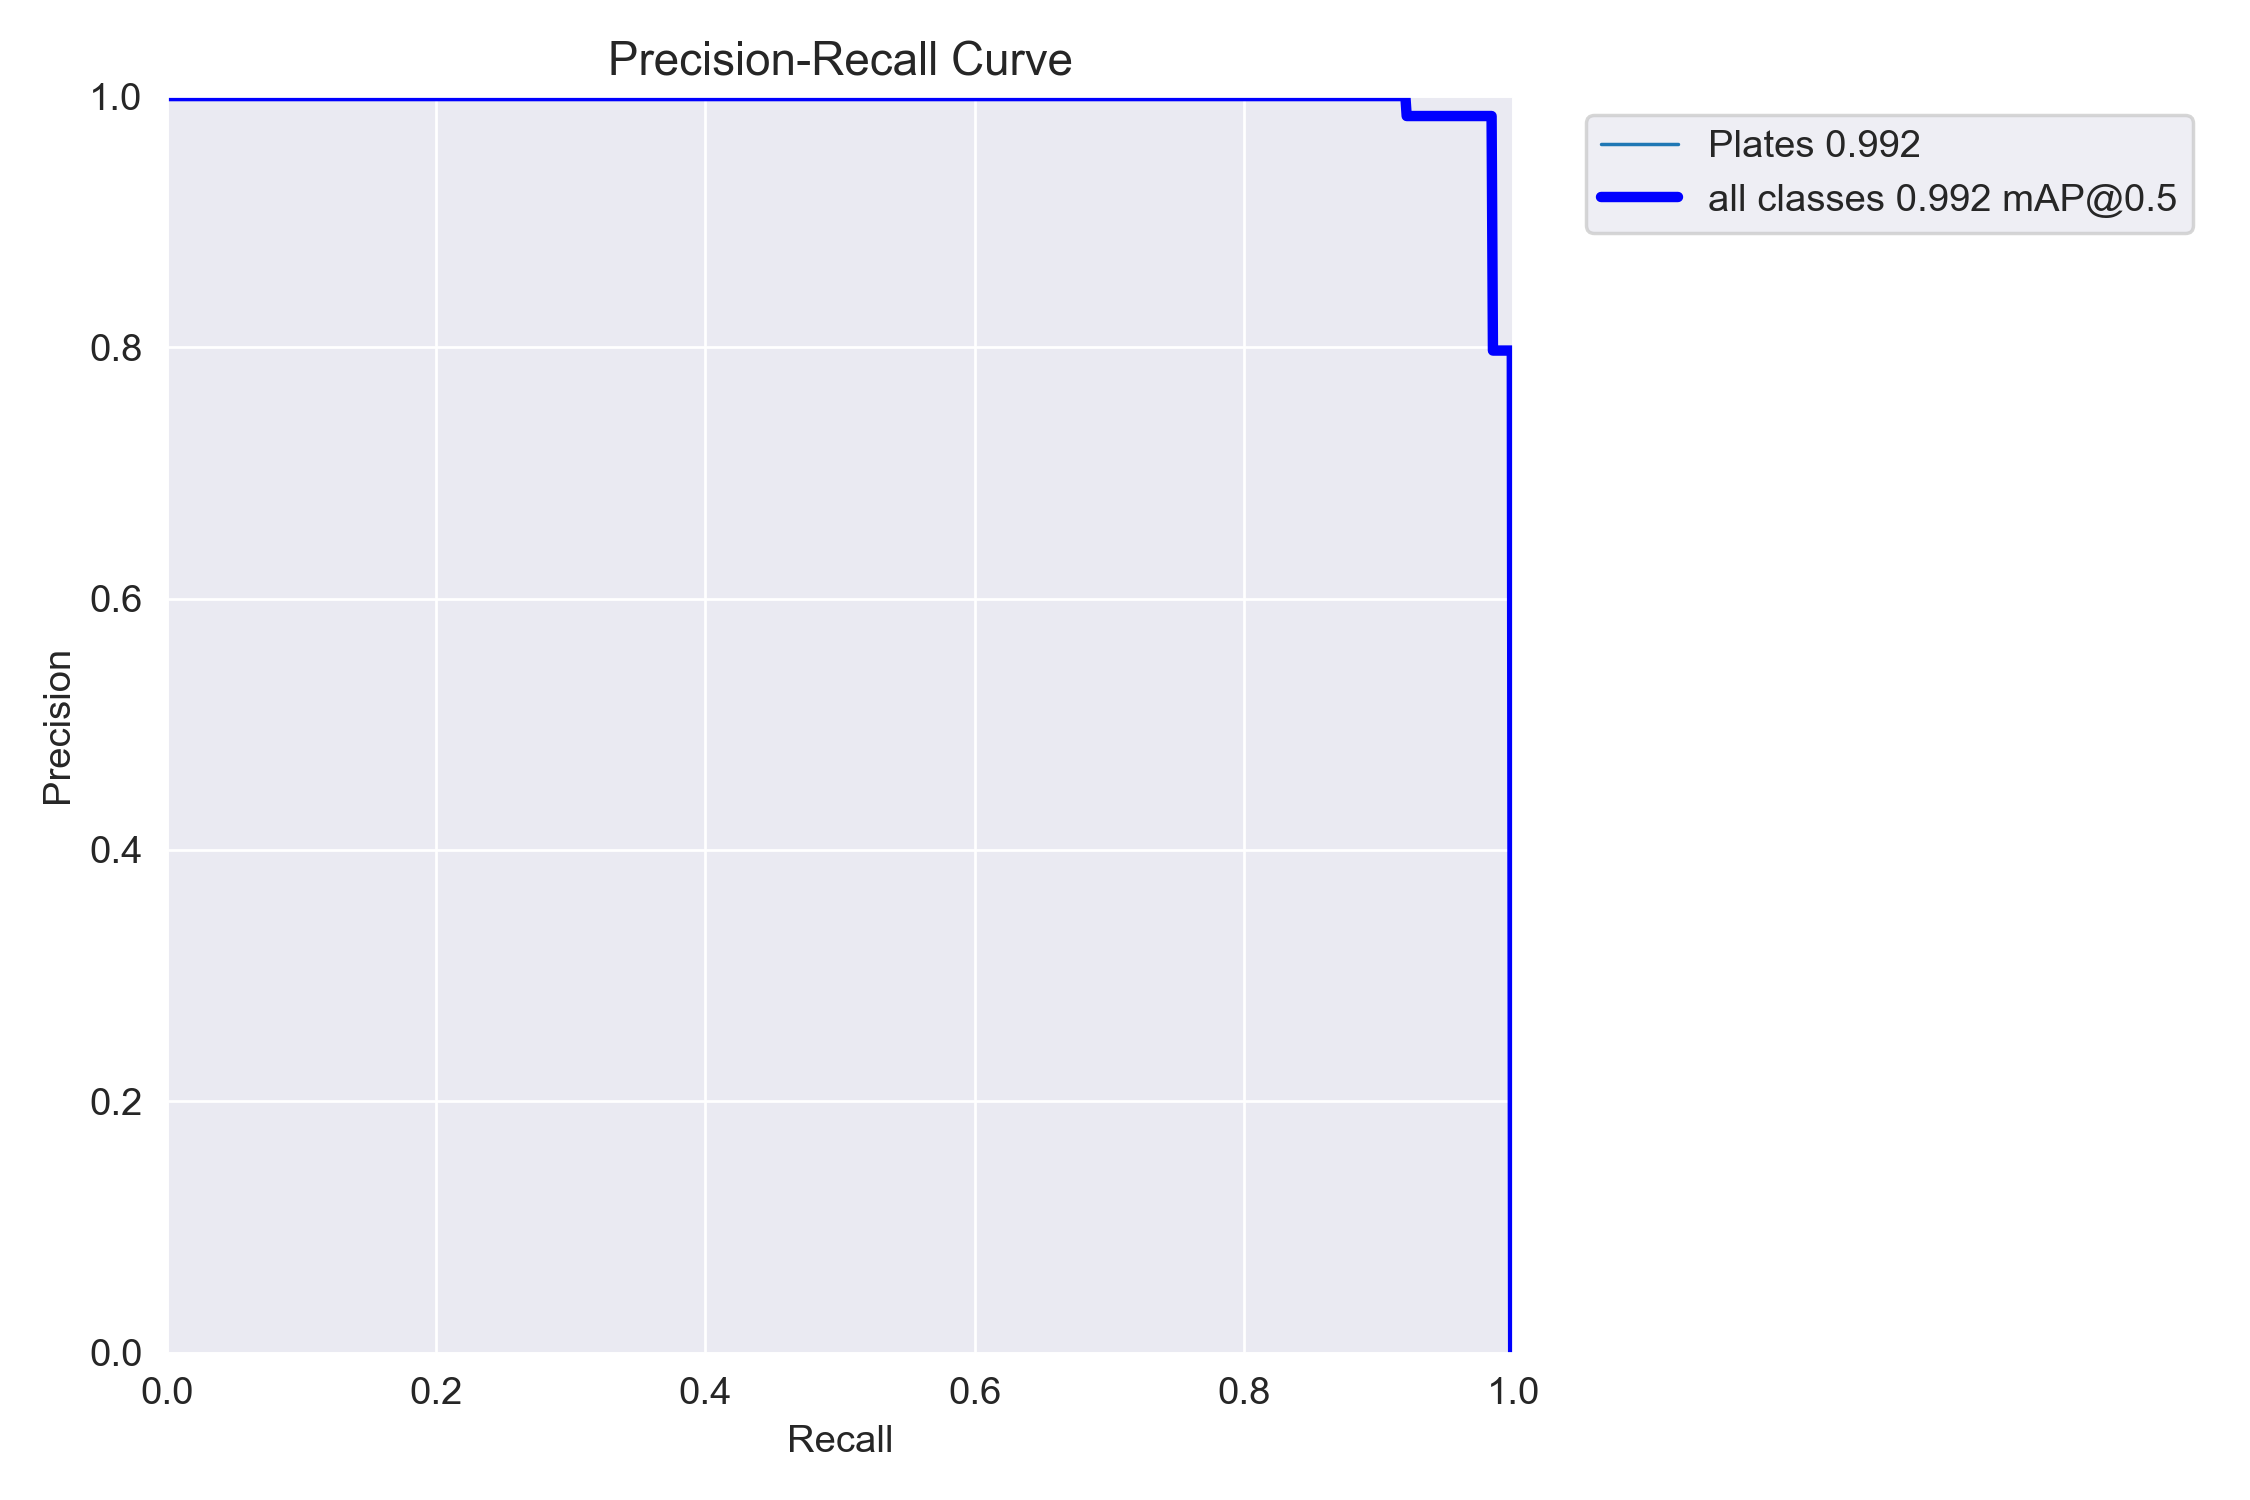 Precision-Recall Curve
1.0
0.8
0.6
0.4
0.2
0.0
Precision
0.0 0.2 0.4 0.6 0.8 1.0
Recall
Plates 0.992
all classes 0.992 mAP@0.5